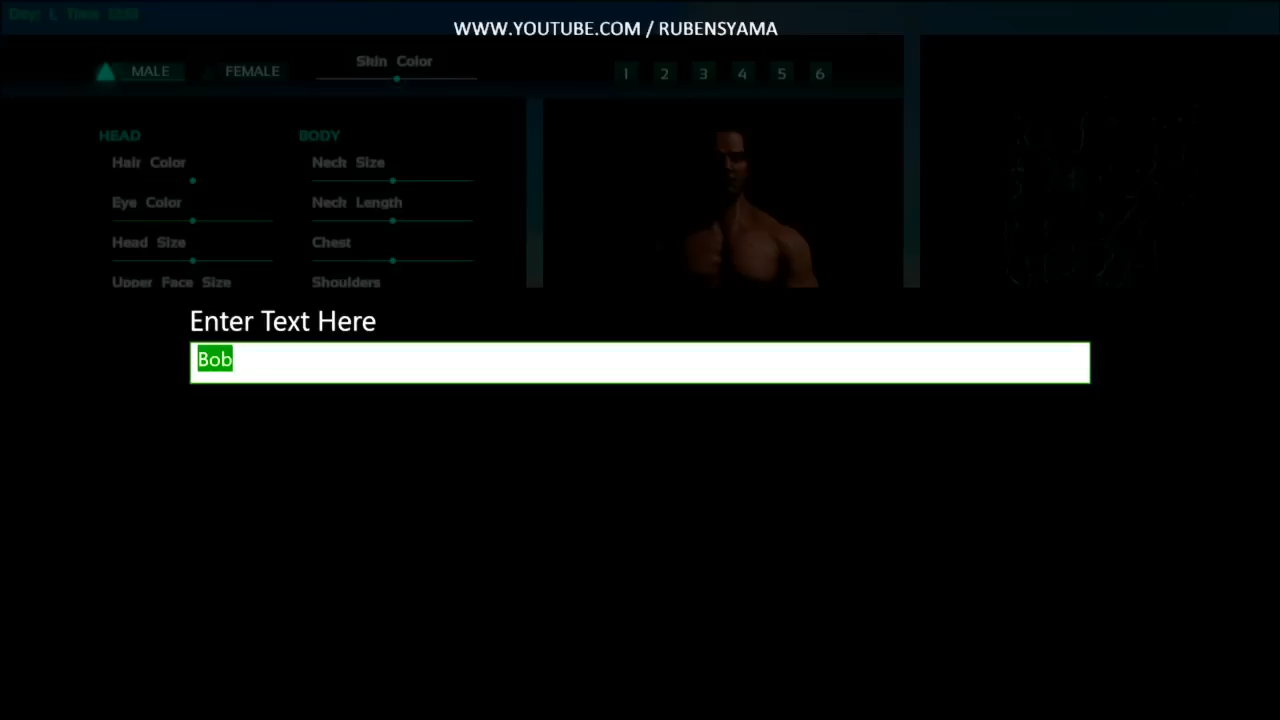 WWW.YOUTUBE.COM / RUBENSYAMA
MALE FEMALE Skin Color 1 2 3 4 5 6
HEAD BODY
Hair Color Neck Size
Eye Color Neck Length
Head Size Chest
Upper Face Size Shoulders
Enter Text Here
Bob